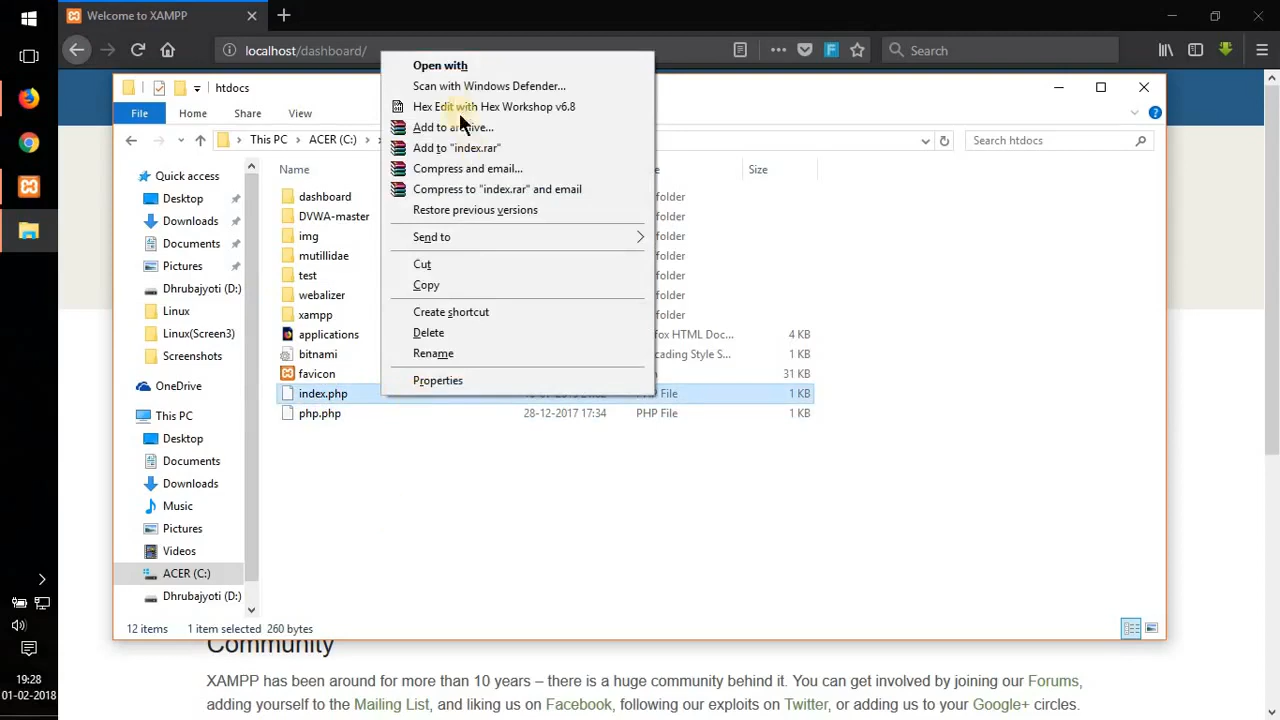 Welcome to XAMPP
localhost/dashboard/
Search
htdocs
File
Home
Share
View
This PC
ACER (C:)
Search htdocs
Open with
Scan with Windows Defender...
Hex Edit with Hex Workshop v6.8
Add to archive...
Add to "index.rar"
Compress and email...
Compress to "index.rar" and email
Restore previous versions
Send to
Cut
Copy
Create shortcut
Delete
Rename
Properties
Quick access
Desktop
Downloads
Documents
Pictures
Dhrubajyoti (D:)
Linux
Linux(Screen3)
Screenshots
OneDrive
This PC
Desktop
Documents
Downloads
Music
Pictures
Videos
ACER (C:)
Dhrubajyoti (D:)
Name
Size
dashboard
folder
DVWA-master
folder
img
folder
mutillidae
folder
test
folder
webalizer
folder
xampp
folder
applications
fox HTML Doc...
4 KB
bitnami
cading Style S...
1 KB
favicon
31 KB
index.php
PHP File
1 KB
php.php
28-12-2017 17:34
PHP File
1 KB
12 items
1 item selected 260 bytes
19:28
01-02-2018
Community
XAMPP has been around for more than 10 years – there is a huge community behind it. You can get involved by joining our Forums,
adding yourself to the Mailing List, and liking us on Facebook, following our exploits on Twitter, or adding us to your Google+ circles.